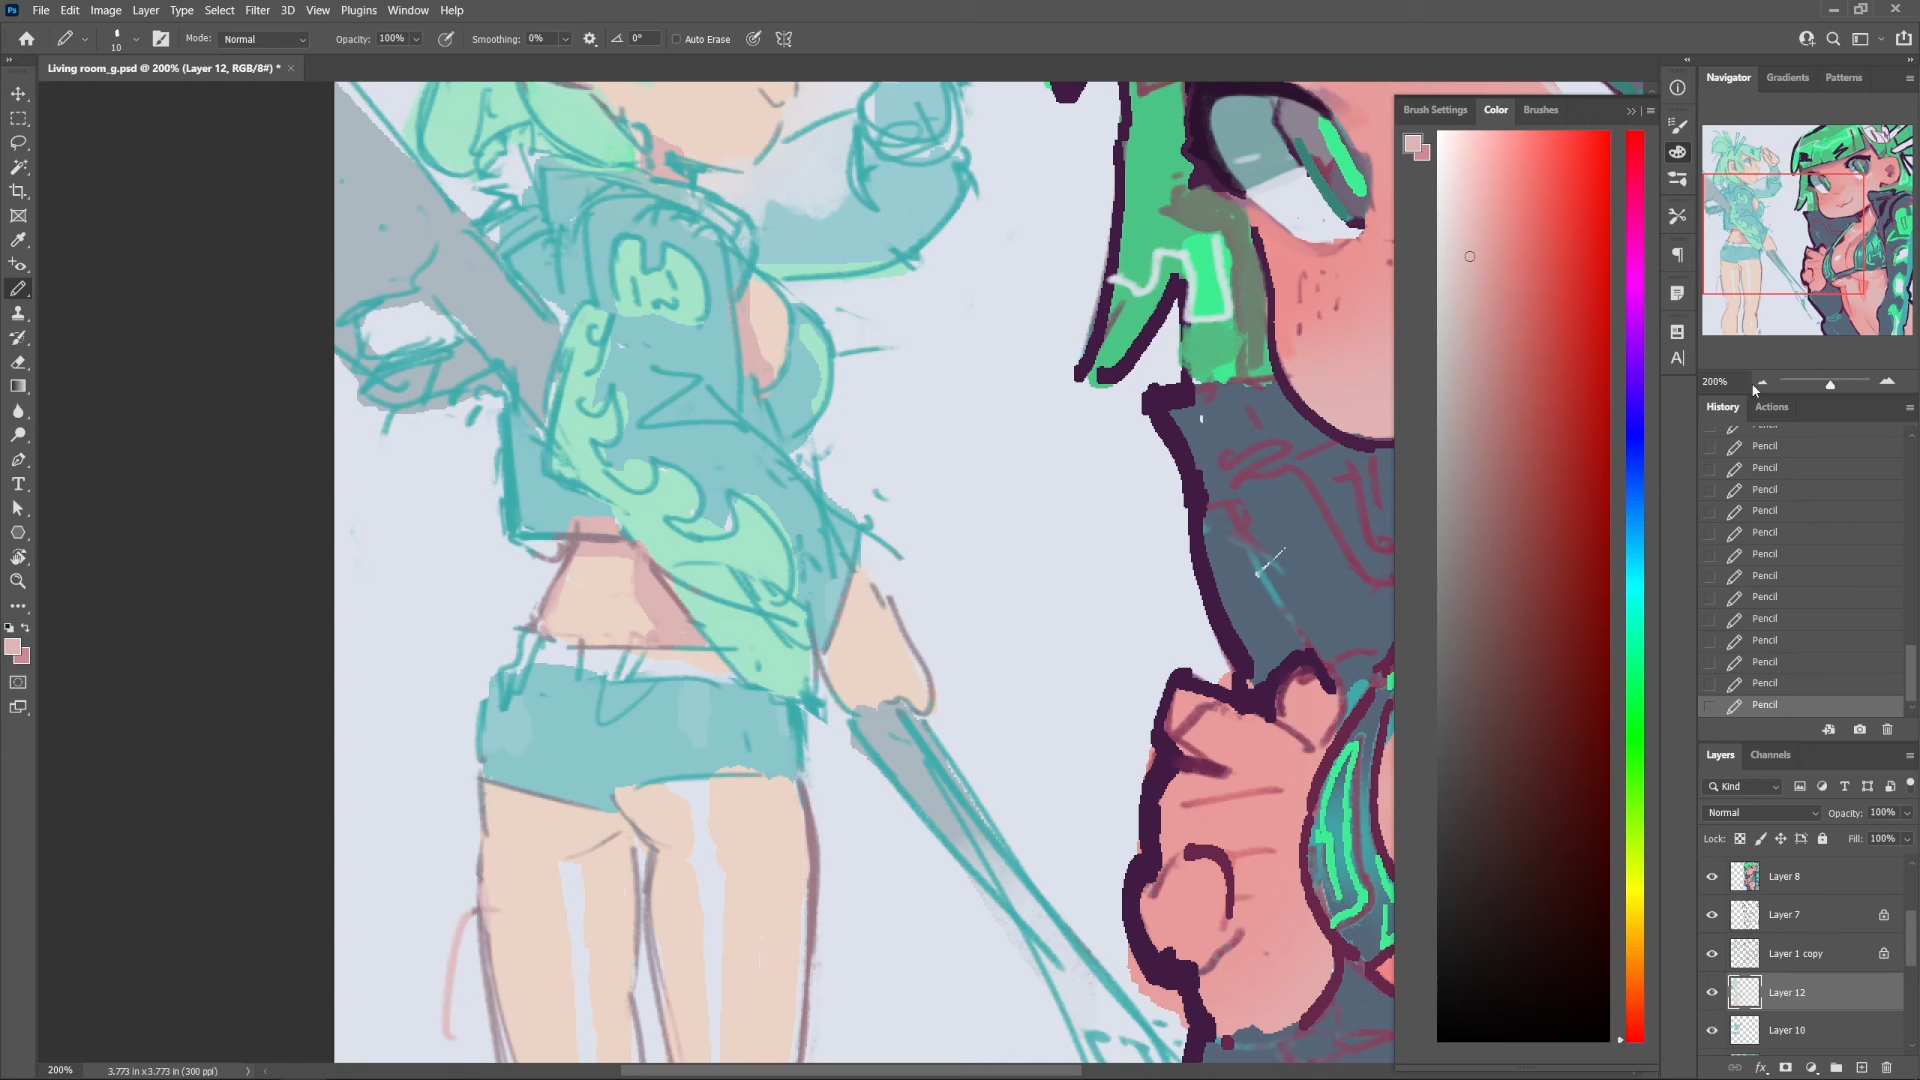 Ps File Edit Image Layer Type Select Filter 3D View Plugins Window Help
10 Mode: Normal Opacity: 100% Smoothing: 0% 0° Auto Erase
Living room_g.psd @ 200% (Layer 12, RGB/8#) * ×
Brush Settings Color Brushes
Navigator Gradients Patterns
200%
History Actions
Pencil
Pencil
Pencil
Pencil
Pencil
Pencil
Pencil
Pencil
Pencil
Pencil
Pencil
Pencil
Pencil
Pencil
Layers Channels
Kind
Normal Opacity: 100%
Lock: Fill: 100%
Layer 8
Layer 7
Layer 1 copy
Layer 12
Layer 10
200% 3.773 in x 3.773 in (300 ppi)